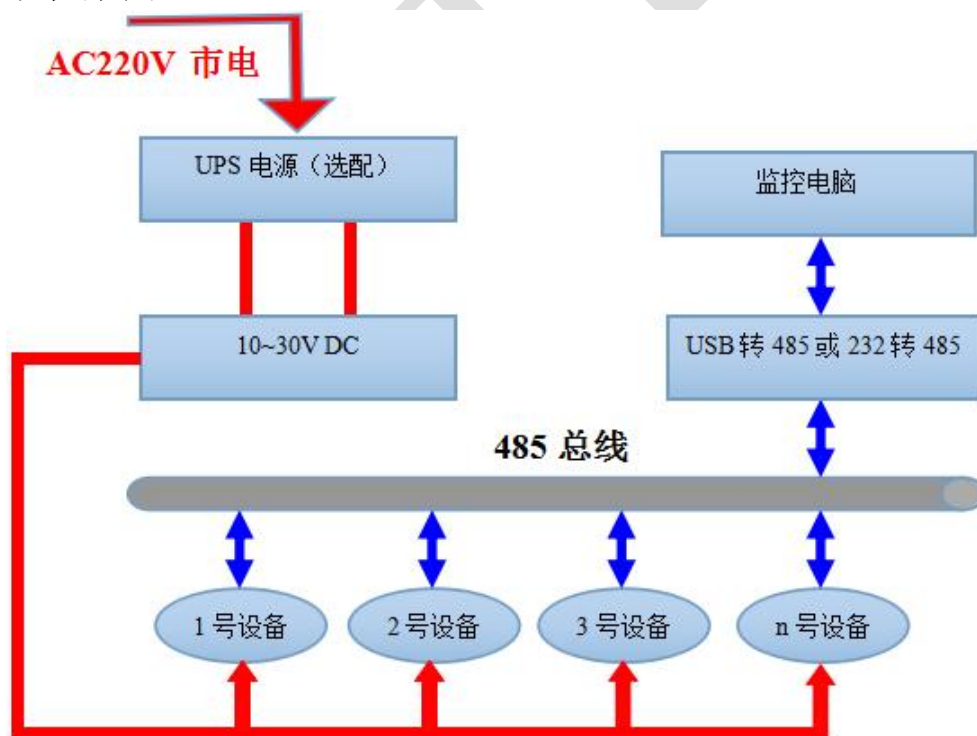 AC220V 市电
UPS 电源（选配）
监控电脑
10~30V DC
USB 转 485 或 232 转 485
485 总线
1 号设备
2 号设备
3 号设备
n 号设备